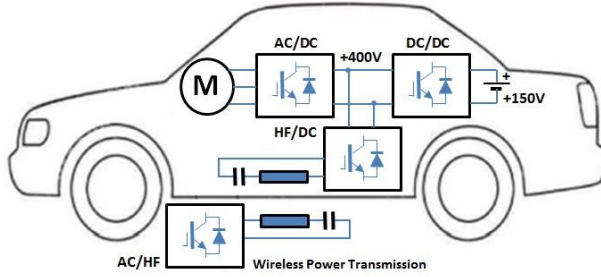 AC/DC
DC/DC
+400V
M
+
+150V
HF/DC
AC/HF
Wireless Power Transmission